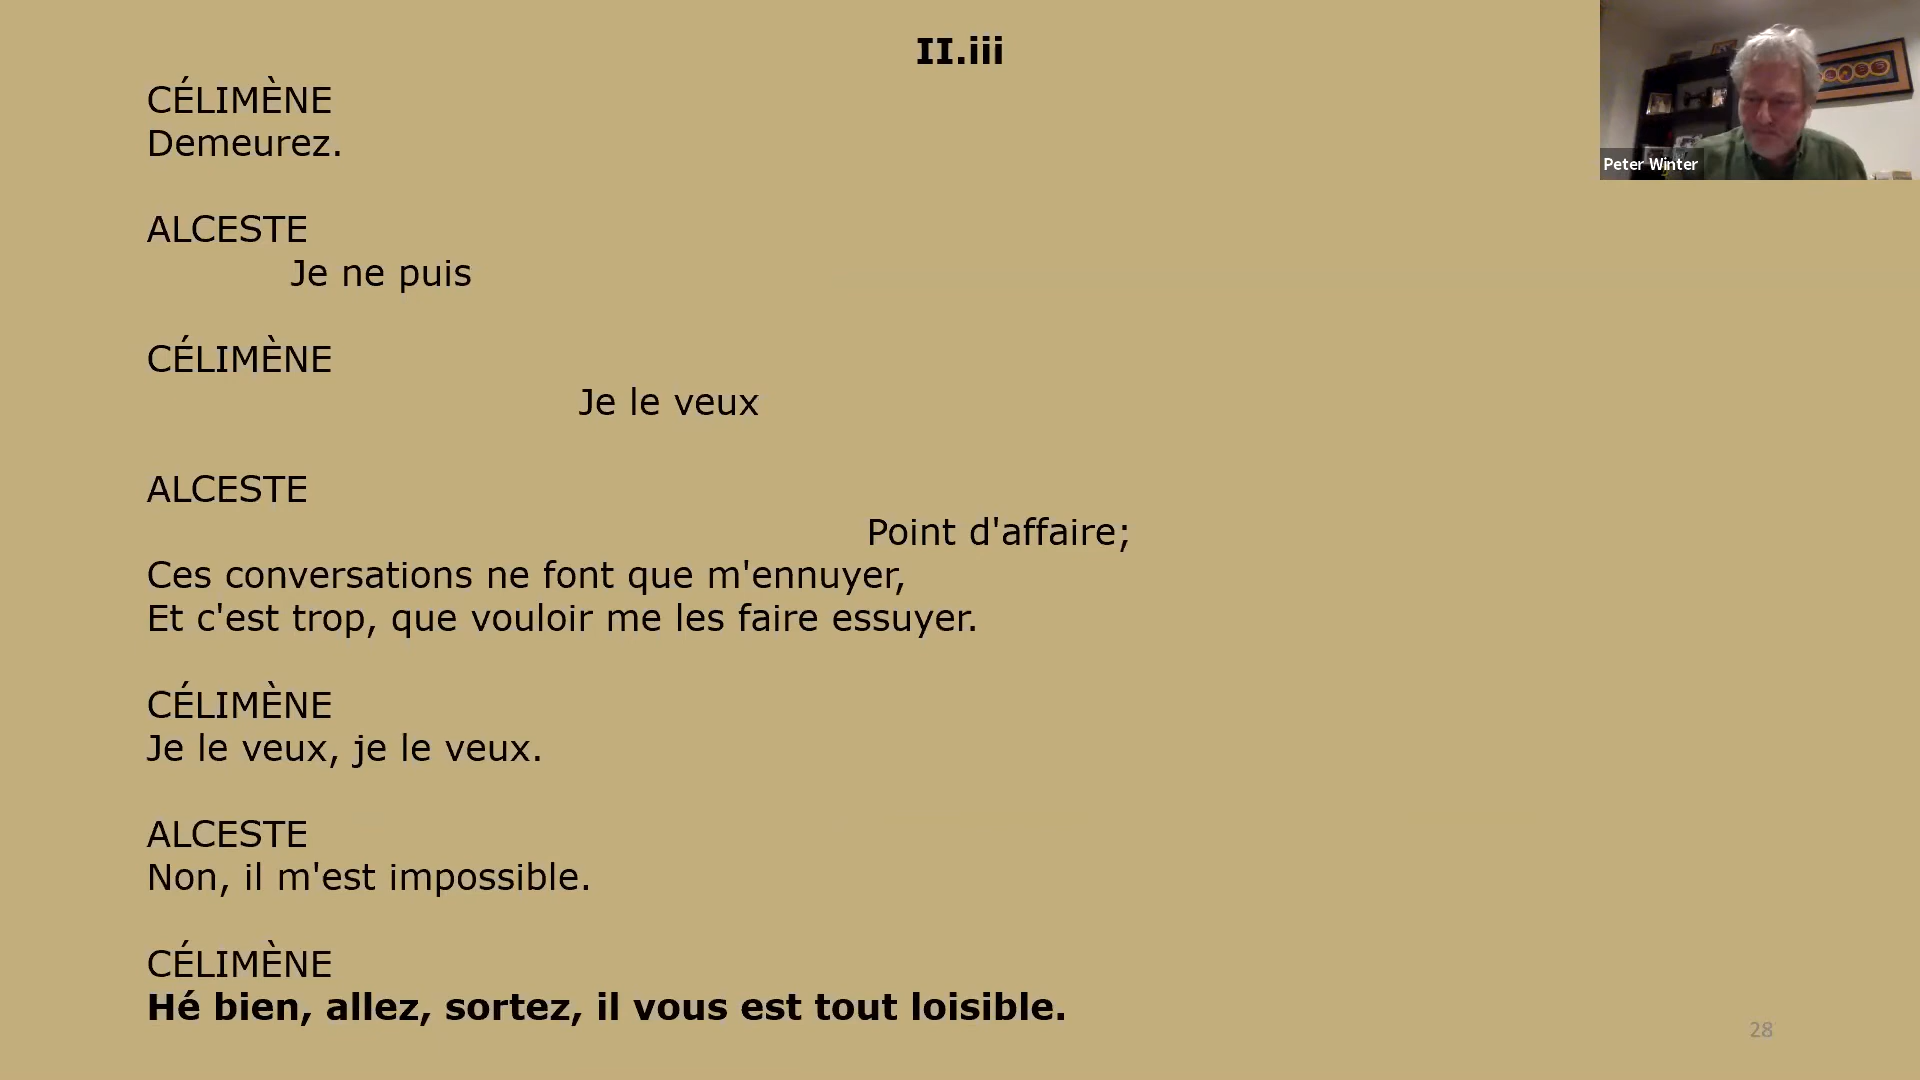 II.iii
Peter Winter
CÉLIMÈNE
Demeurez.
ALCESTE
Je ne puis
CÉLIMÈNE
Je le veux
ALCESTE
Point d'affaire;
Ces conversations ne font que m'ennuyer,
Et c'est trop, que vouloir me les faire essuyer.
CÉLIMÈNE
Je le veux, je le veux.
ALCESTE
Non, il m'est impossible.
CÉLIMÈNE
Hé bien, allez, sortez, il vous est tout loisible.
28